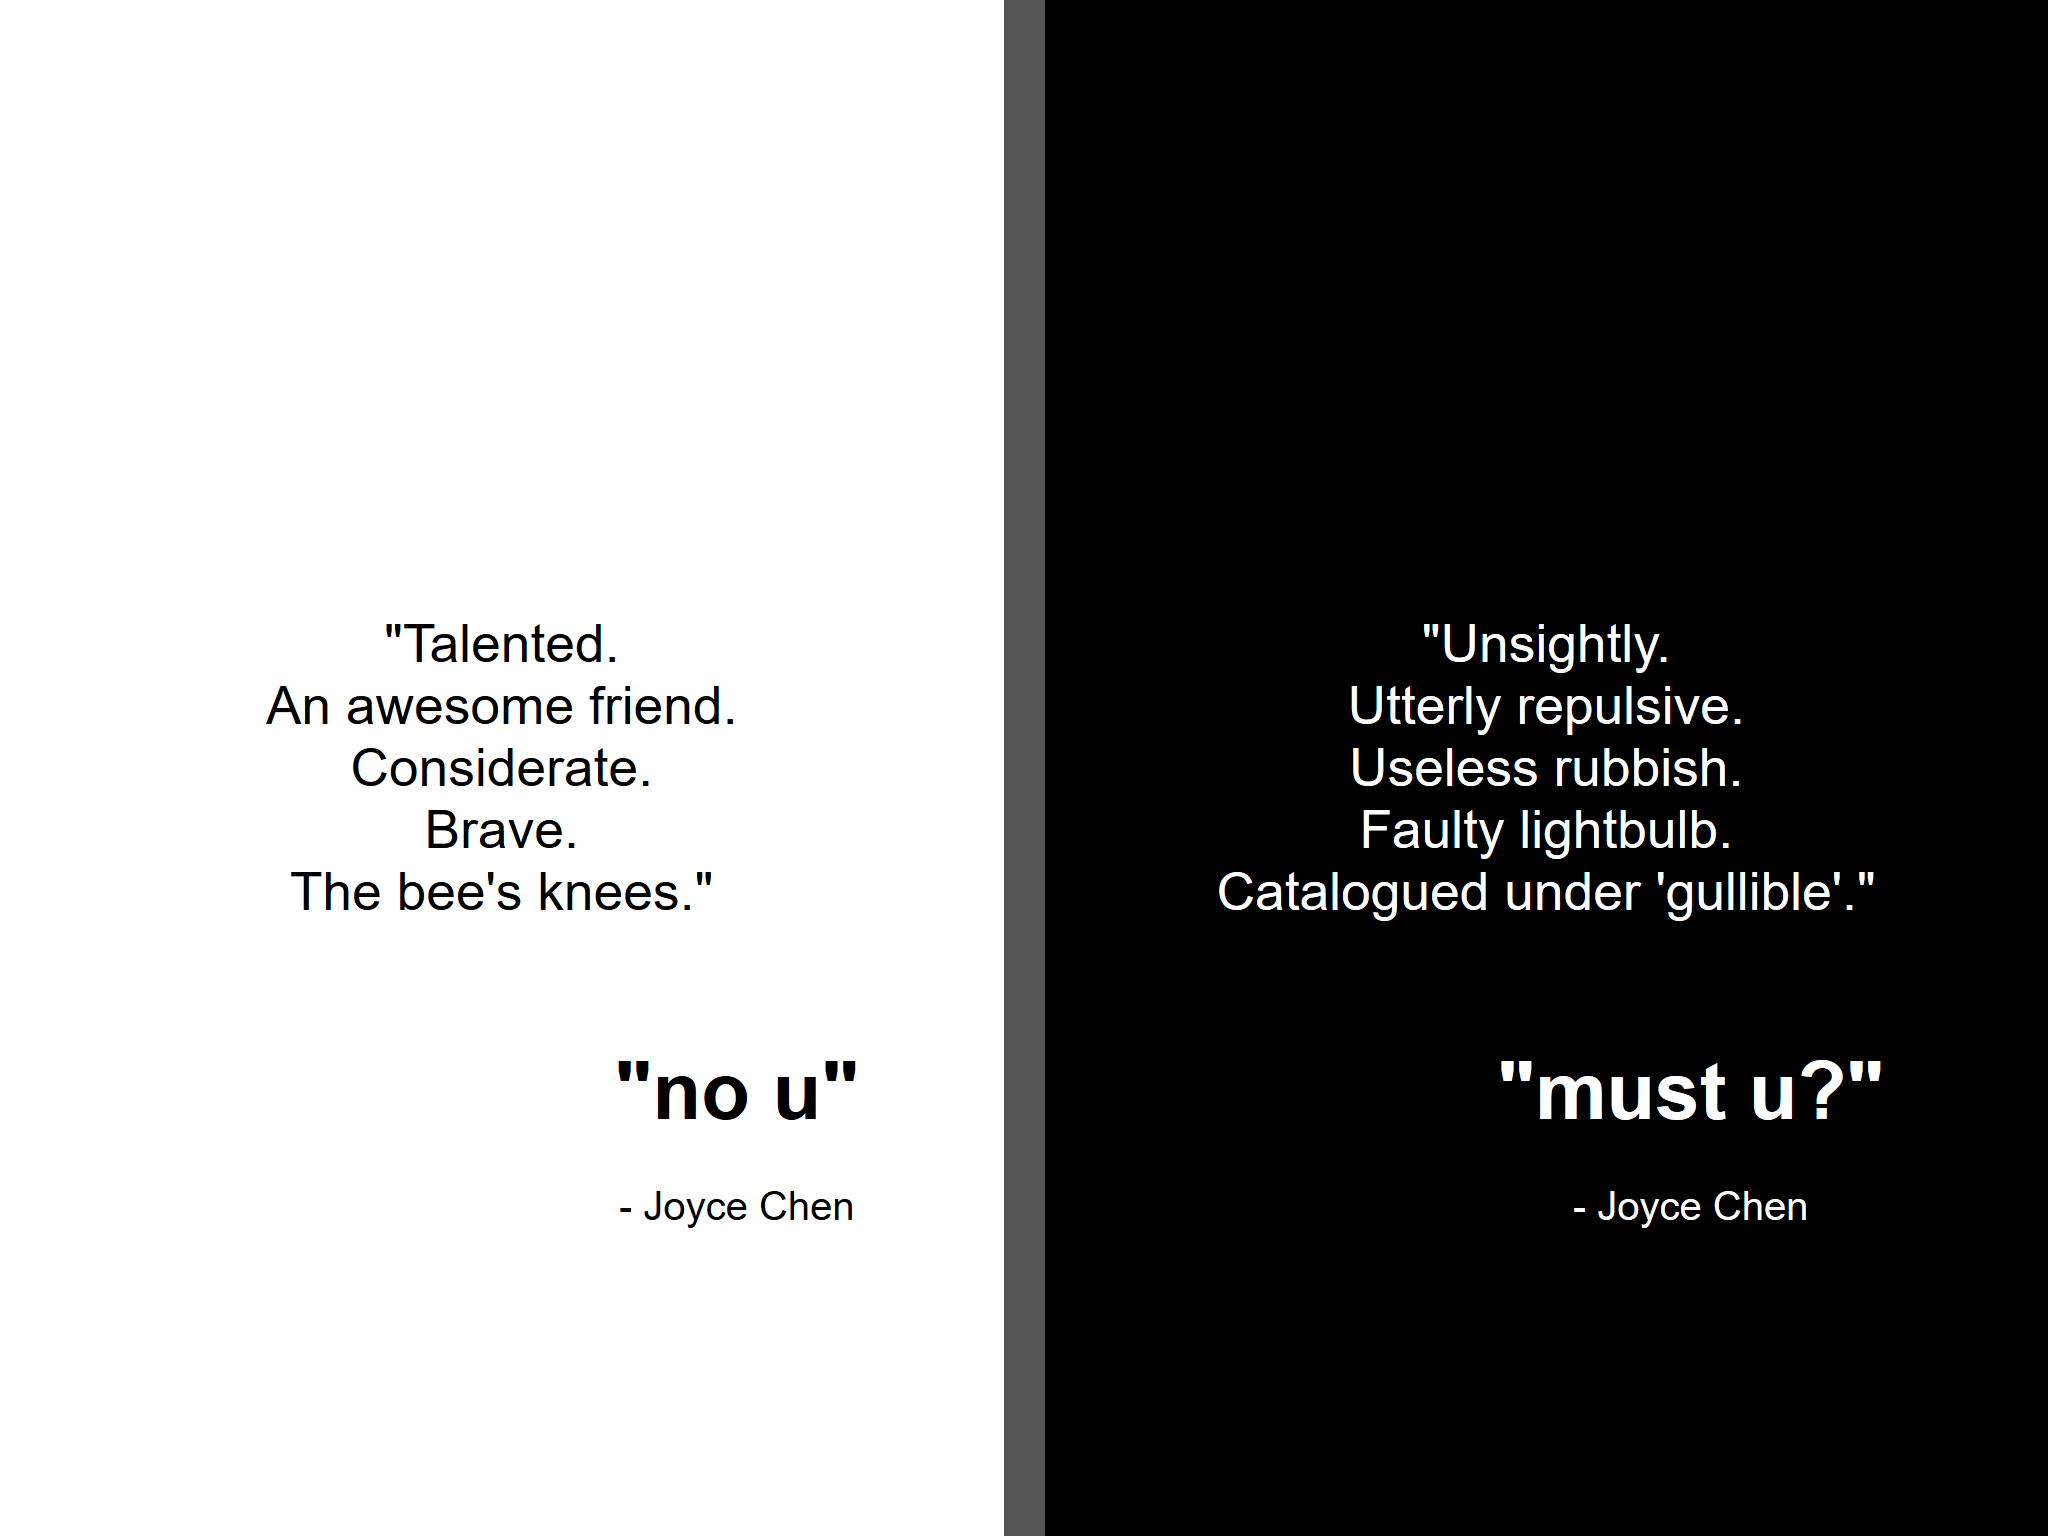 "Talented.
An awesome friend.
Considerate.
Brave.
The bee's knees."
"no u"
- Joyce Chen
"Unsightly.
Utterly repulsive.
Useless rubbish.
Faulty lightbulb.
Catalogued under 'gullible'."
"must u?"
- Joyce Chen